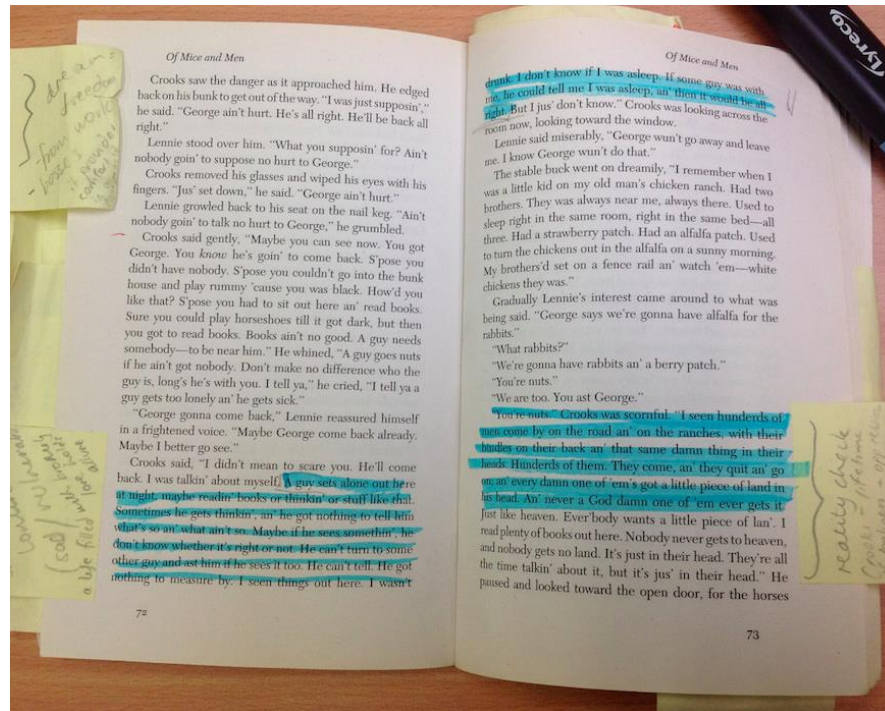 Of Mice and Men
Crooks saw the danger as it approached him. He edged
back on his bunk to get out of the way. "I was just supposin',"
he said. "George ain't hurt. He's all right. He'll be back all
right."
Lennie stood over him. "What you supposin' for? Ain't
nobody goin' to suppose no hurt to George."
Crooks removed his glasses and wiped his eyes with his
fingers. "Jus' set down," he said. "George ain't hurt."
Lennie growled back to his seat on the nail keg. "Ain't
nobody goin' to talk no hurt to George," he grumbled.
Crooks said gently, "Maybe you can see now. You got
George. You know he's goin' to come back. S'pose you
didn't have nobody. S'pose you couldn't go into the bunk
house and play rummy 'cause you was black. How'd you
like that? S'pose you had to sit out here an' read books.
Sure you could play horseshoes till it got dark, but then
you got to read books. Books ain't no good. A guy needs
somebody—to be near him." He whined, "A guy goes nuts
if he ain't got nobody. Don't make no difference who the
guy is, long's he's with you. I tell ya," he cried, "I tell ya a
guy gets too lonely an' he gets sick."
"George gonna come back," Lennie reassured himself
in a frightened voice. "Maybe George come back already.
Maybe I better go see."
Crooks said, "I didn't mean to scare you. He'll come
back. I was talkin' about myself. A guy sets alone out here
at night, maybe readin' books or thinkin' or stuff like that.
Sometimes he gets thinkin', an' he got nothing to tell him
what's so an' what ain't so. Maybe if he sees somethin', he
don't know whether it's right or not. He can't turn to some
other guy and ast him if he sees it too. He can't tell. He got
nothing to measure by. I seen things out here. I wasn't
72
Of Mice and Men
drunk. I don't know if I was asleep. If some guy was with
me, he could tell me I was asleep, an' then it would be all
right. But I jus' don't know." Crooks was looking across the
room now, looking toward the window.
Lennie said miserably, "George wun't go away and leave
me. I know George wun't do that."
The stable buck went on dreamily, "I remember when I
was a little kid on my old man's chicken ranch. Had two
brothers. They was always near me, always there. Used to
sleep right in the same room, right in the same bed—all
three. Had a strawberry patch. Had an alfalfa patch. Used
to turn the chickens out in the alfalfa on a sunny morning.
My brothers'd set on a fence rail an' watch 'em—white
chickens they was."
Gradually Lennie's interest came around to what was
being said. "George says we're gonna have alfalfa for the
rabbits."
"What rabbits?"
"We're gonna have rabbits an' a berry patch."
"You're nuts."
"We are too. You ast George."
"You're nuts." Crooks was scornful. "I seen hunderds of
men come by on the road an' on the ranches, with their
bindles on their back an' that same damn thing in their
heads. Hunderds of them. They come, an' they quit an' go
on; an' every damn one of 'em's got a little piece of land in
his head. An' never a God damn one of 'em ever gets it.
Just like heaven. Ever'body wants a little piece of lan'. I
read plenty of books out here. Nobody never gets to heaven,
and nobody gets no land. It's just in their head. They're all
the time talkin' about it, but it's jus' in their head." He
paused and looked toward the open door, for the horses
73
Lyreco
dream
freedom
- from work
bosses
(sad/
a life filled
reality check